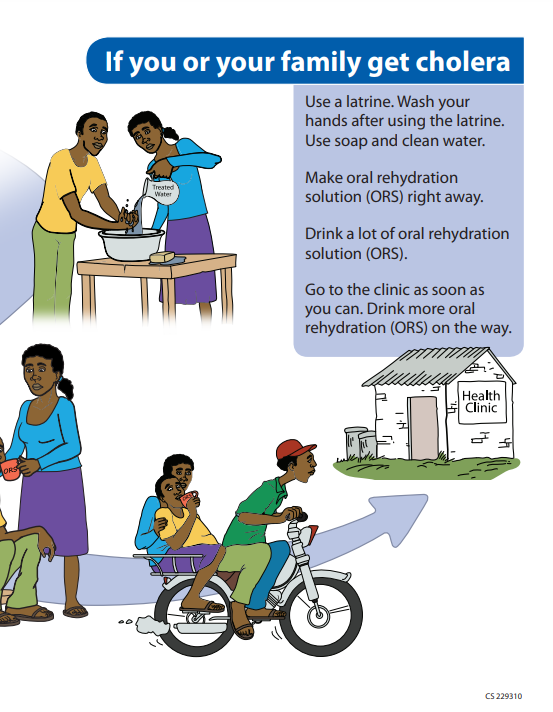 If you or your family get cholera
Use a latrine. Wash your
hands after using the latrine.
Use soap and clean water.
Make oral rehydration
solution (ORS) right away.
Drink a lot of oral rehydration
solution (ORS).
Go to the clinic as soon as
you can. Drink more oral
rehydration (ORS) on the way.
Treated
Water
Health
Clinic
ORS
CS 229310